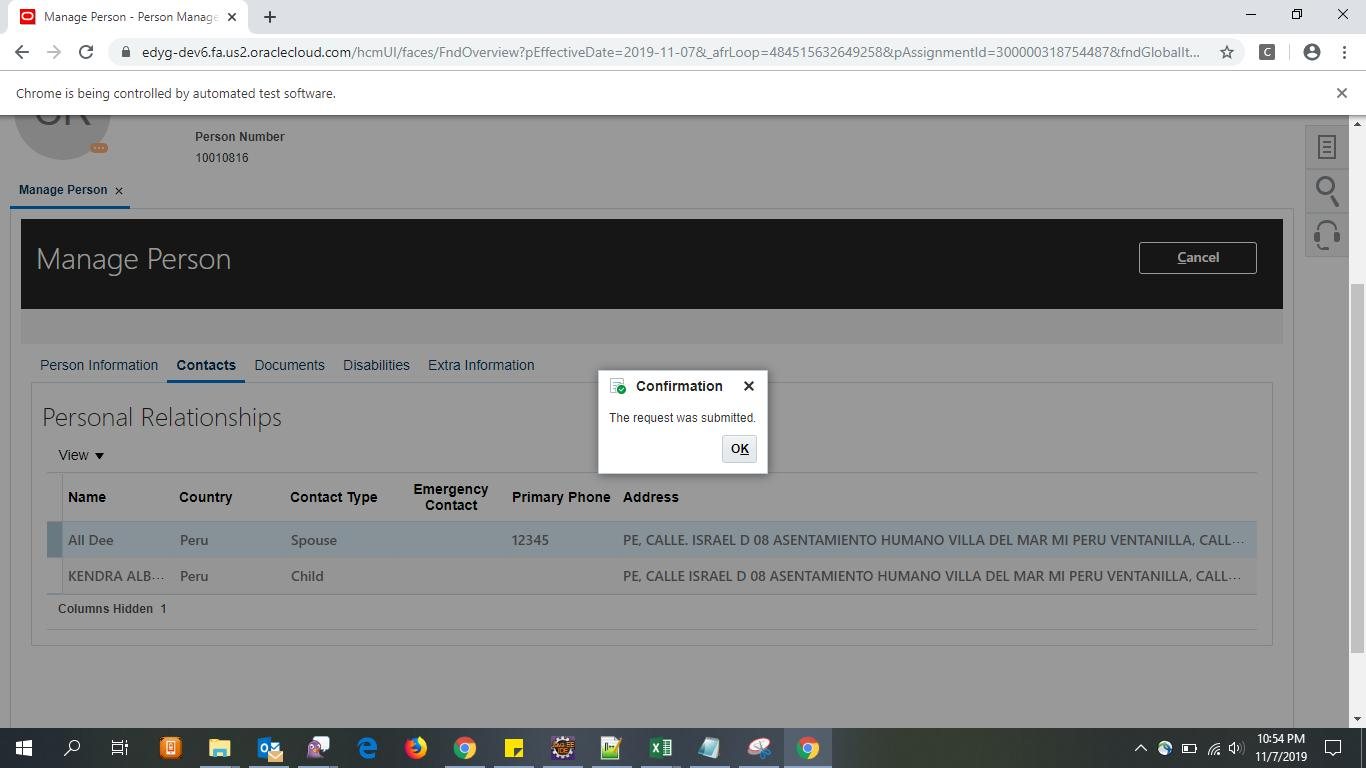 Manage Person - Person Manage
edyg-dev6.fa.us2.oraclecloud.com/hcmUI/faces/FndOverview?pEffectiveDate=2019-11-07&_afrLoop=484515632649258&pAssignmentId=300000318754487&fndGlobalIt...
C
Chrome is being controlled by automated test software.
Person Number
10010816
Manage Person
Manage Person
Cancel
Person Information Contacts Documents Disabilities Extra Information
Confirmation
The request was submitted.
OK
Personal Relationships
View
Name Country Contact Type Emergency Contact Primary Phone Address
All Dee Peru Spouse 12345 PE, CALLE. ISRAEL D 08 ASENTAMIENTO HUMANO VILLA DEL MAR MI PERU VENTANILLA, CALL...
KENDRA ALB... Peru Child PE, CALLE ISRAEL D 08 ASENTAMIENTO HUMANO VILLA DEL MAR MI PERU VENTANILLA, CALL...
Columns Hidden 1
10:54 PM
11/7/2019